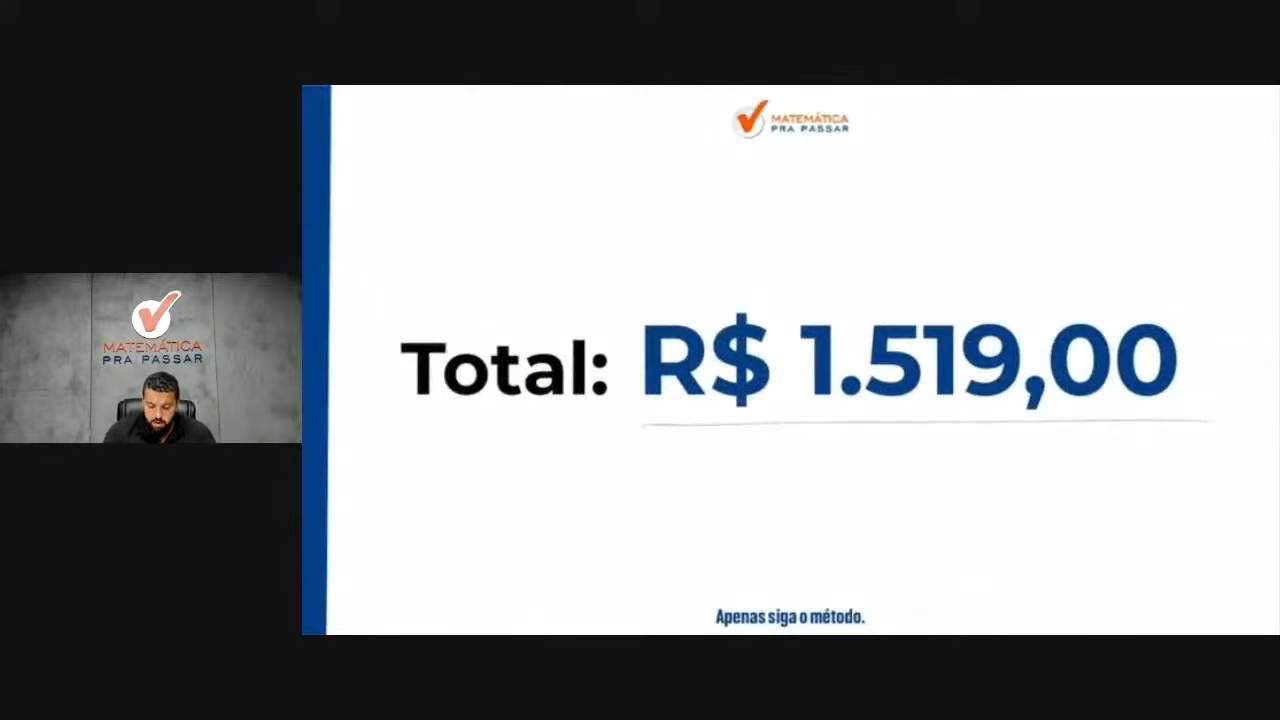 MATEMÁTICA
PRA PASSAR
Total: R$ 1.519,00
MATEMÁTICA
PRA PASSAR
Apenas siga o método.